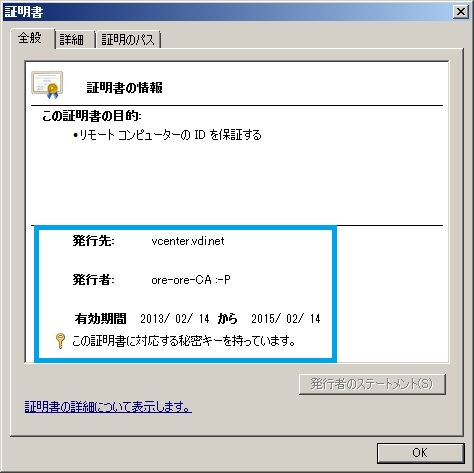 証明書
全般
詳細
証明のパス
証明書の情報
この証明書の目的:
•リモート コンピューターの ID を保証する
発行先: vcenter.vdi.net
発行者: ore-ore-CA :-P
有効期間 2013/ 02/ 14 から 2015/ 02/ 14
この証明書に対応する秘密キーを持っています。
発行者のステートメント(S)
証明書の詳細について表示します。
OK